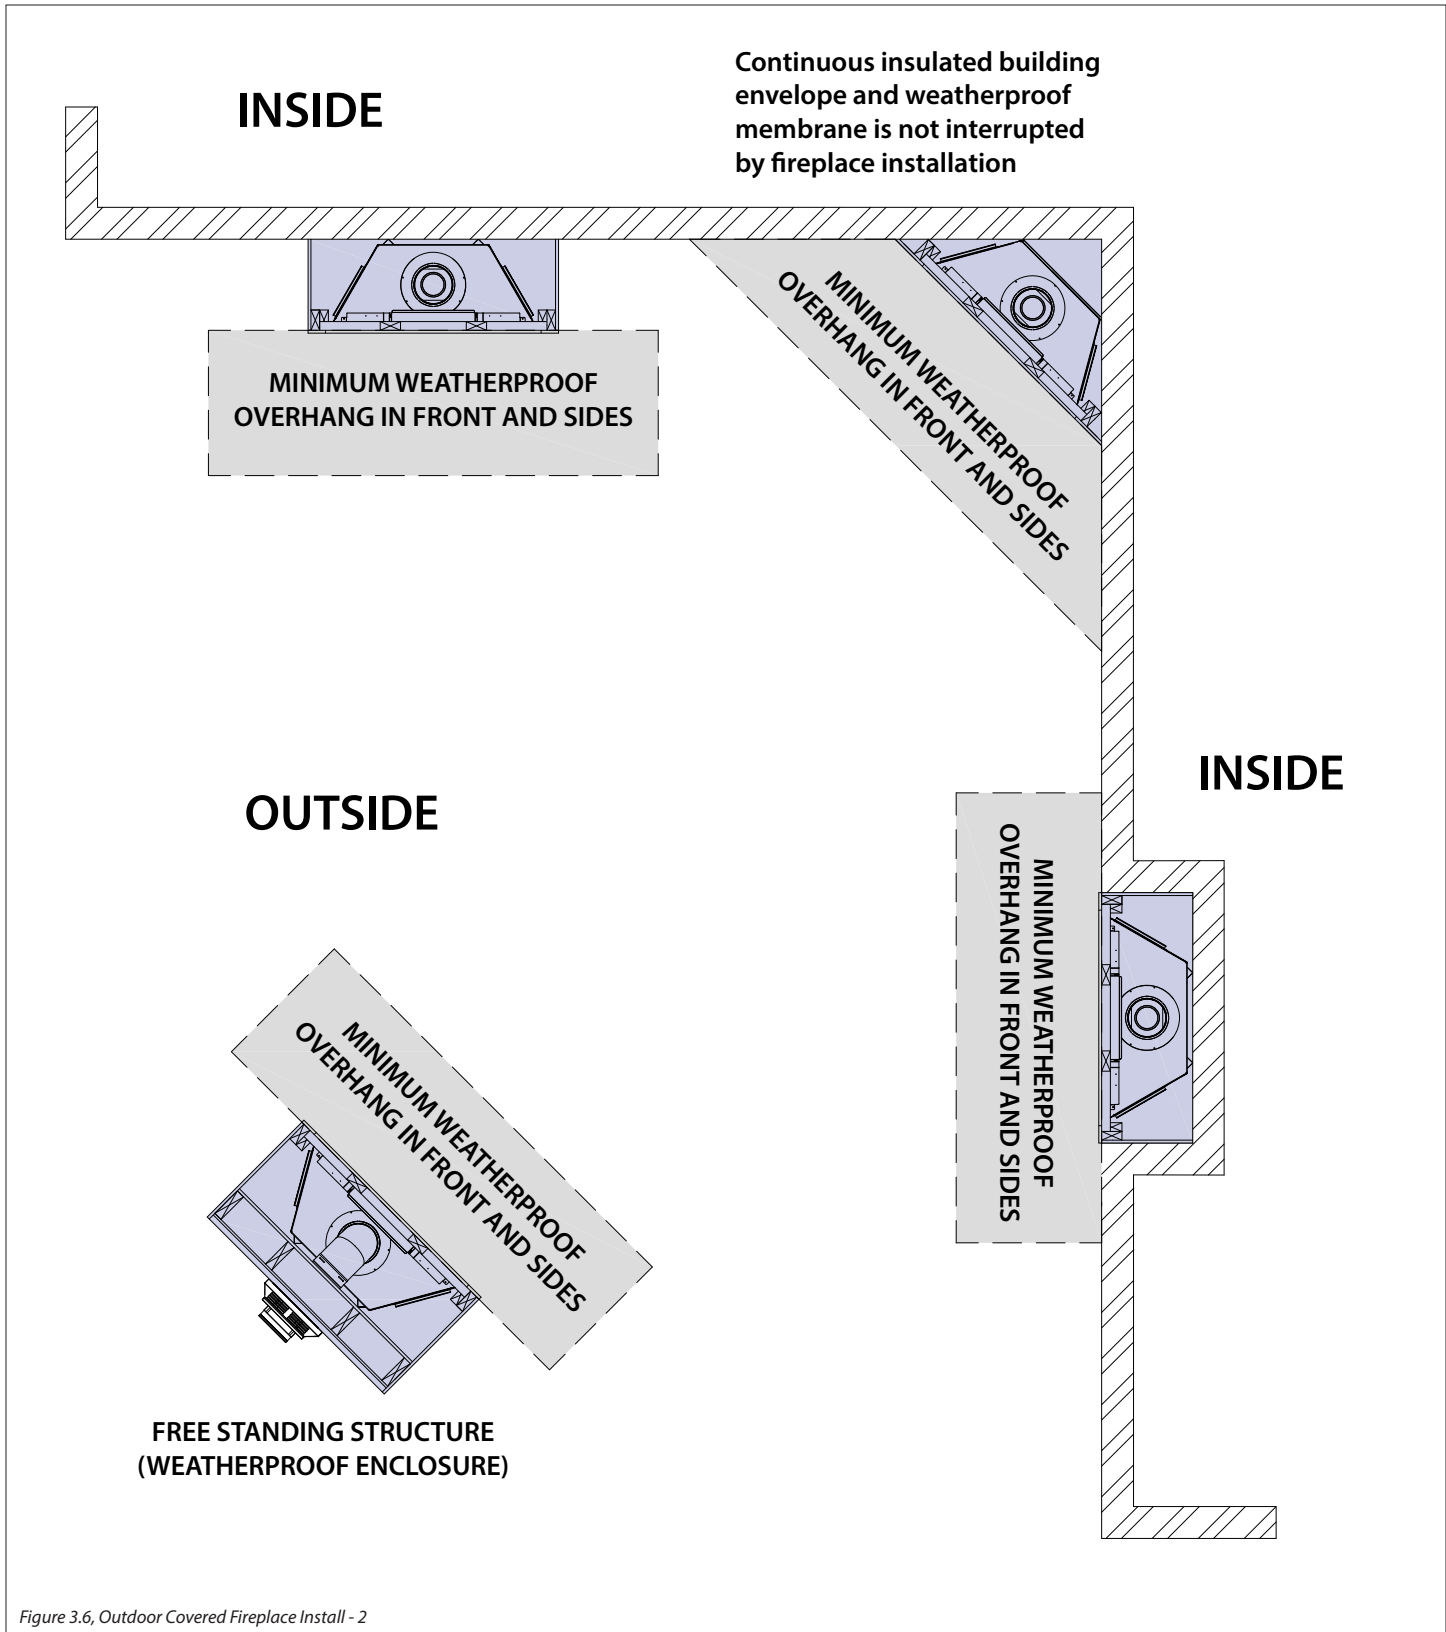 INSIDE
Continuous insulated building
envelope and weatherproof
membrane is not interrupted
by fireplace installation
MINIMUM WEATHERPROOF
OVERHANG IN FRONT AND SIDES
MINIMUM WEATHERPROOF
OVERHANG IN FRONT AND SIDES
INSIDE
OUTSIDE
MINIMUM WEATHERPROOF
OVERHANG IN FRONT AND SIDES
MINIMUM WEATHERPROOF
OVERHANG IN FRONT AND SIDES
FREE STANDING STRUCTURE
(WEATHERPROOF ENCLOSURE)
Figure 3.6, Outdoor Covered Fireplace Install - 2